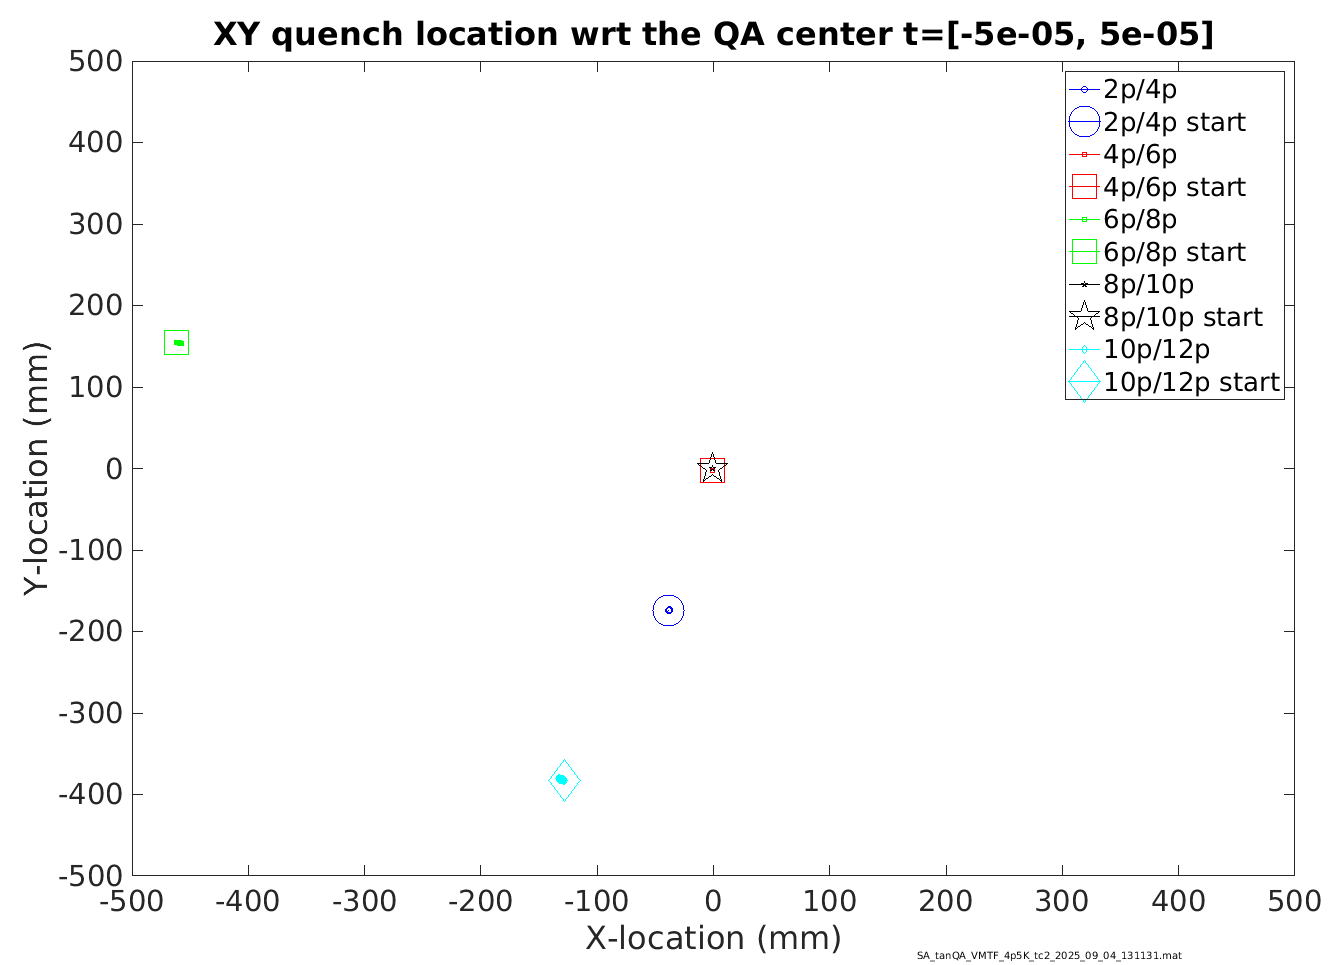 XY quench location wrt the QA center t=[-5e-05, 5e-05]
500
400
300
200
100
0
-100
-200
-300
-400
-500
Y-location (mm)
2p/4p
2p/4p start
4p/6p
4p/6p start
6p/8p
6p/8p start
8p/10p
8p/10p start
10p/12p
10p/12p start
-500 -400 -300 -200 -100 0 100 200 300 400 500
X-location (mm)
SA_tanQA_VMTF_4p5K_tc2_2025_09_04_131131.mat